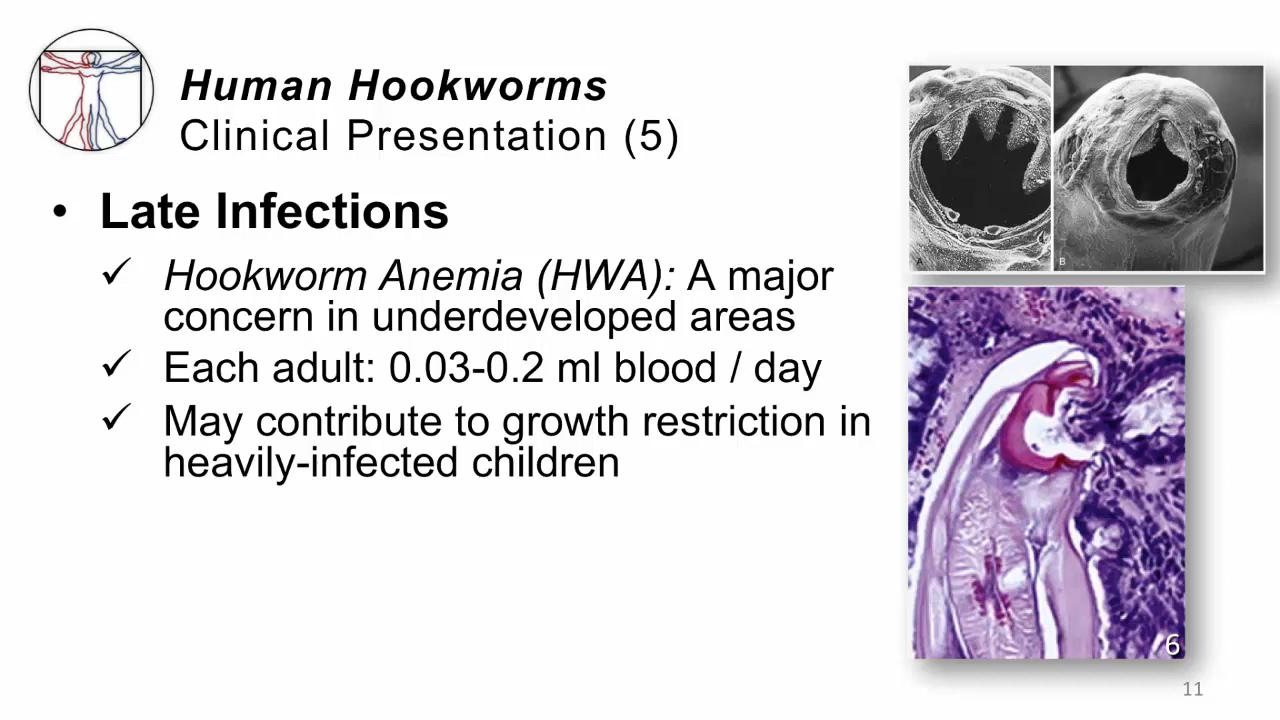 Human Hookworms
Clinical Presentation (5)
• Late Infections
✓ Hookworm Anemia (HWA): A major
concern in underdeveloped areas
✓ Each adult: 0.03-0.2 ml blood / day
✓ May contribute to growth restriction in
heavily-infected children
A
B
6
11